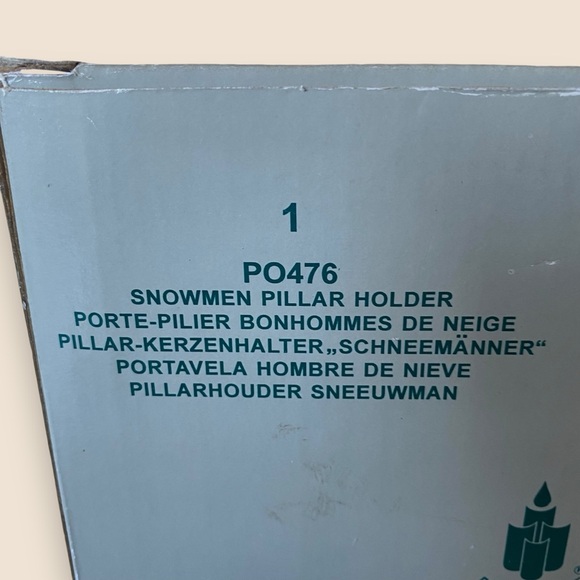 1
PO476
SNOWMEN PILLAR HOLDER
PORTE-PILIER BONHOMMES DE NEIGE
PILLAR-KERZENHALTER„SCHNEEMÄNNER“
PORTAVELA HOMBRE DE NIEVE
PILLARHOUDER SNEEUWMAN